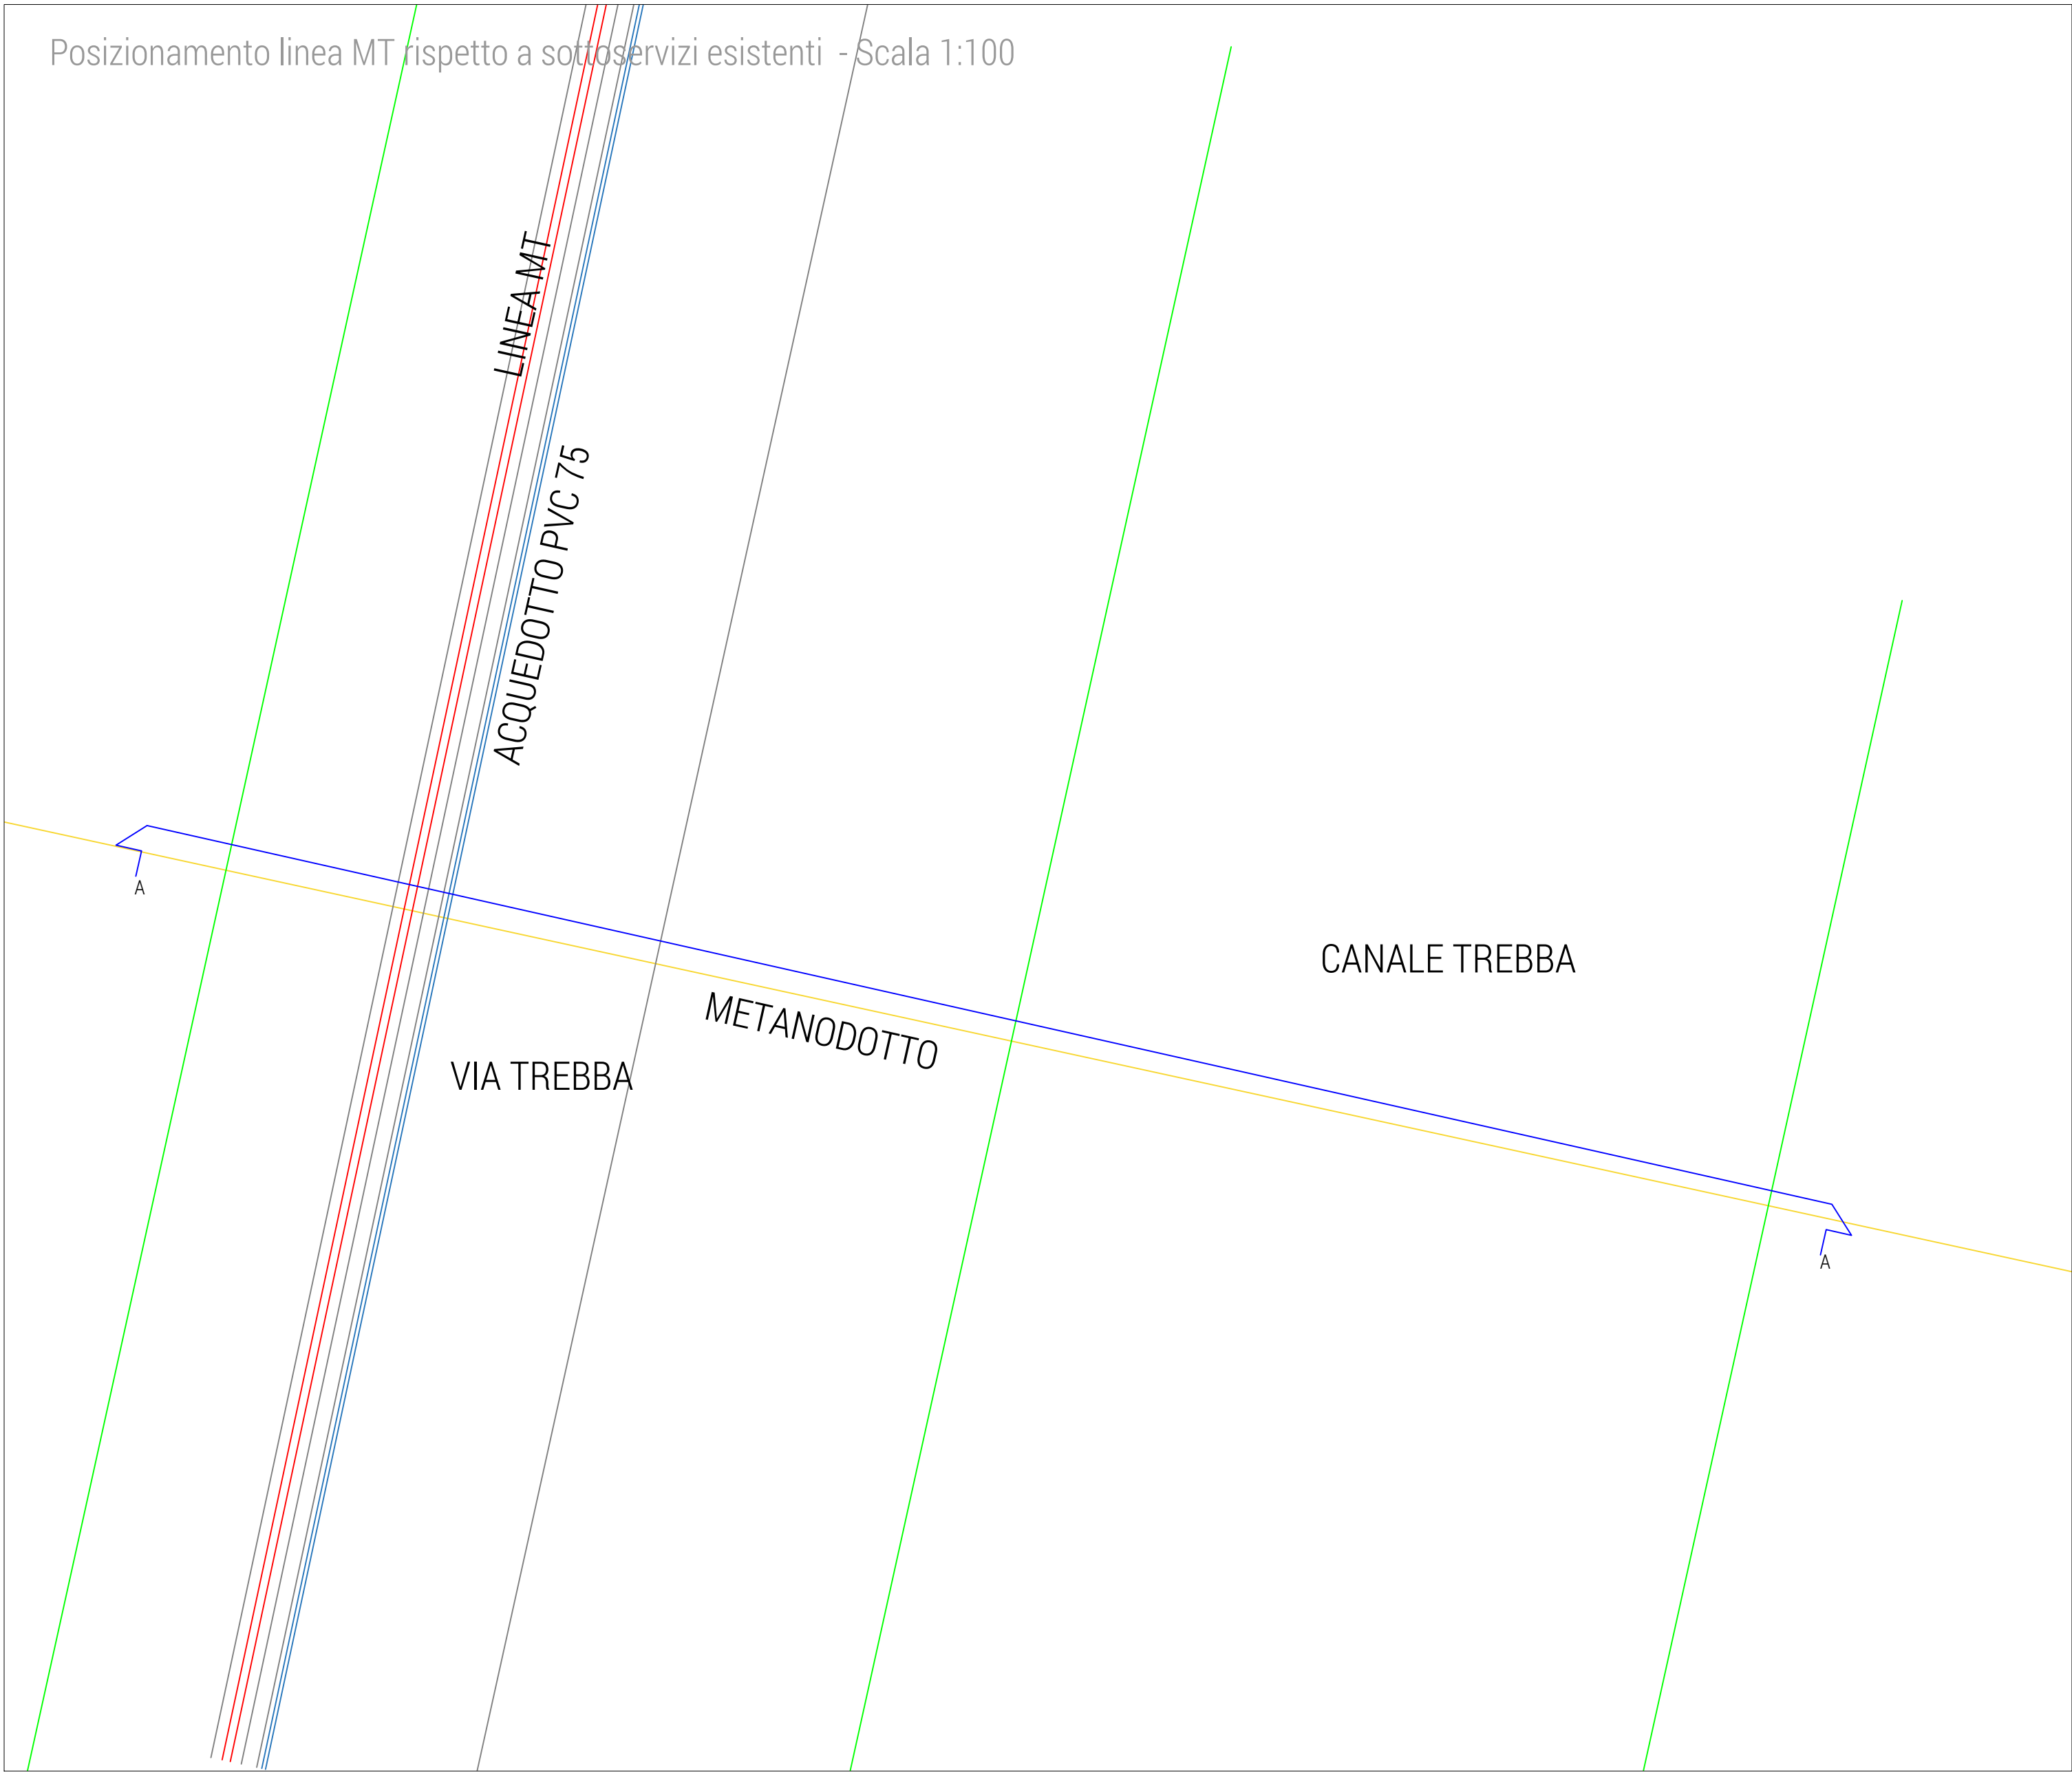 Posizionamento linea MT rispetto a sottoservizi esistenti - Scala 1:100
LINEA MT
ACQUEDOTTO PVC 75
A
CANALE TREBBA
METANODOTTO
VIA TREBBA
A